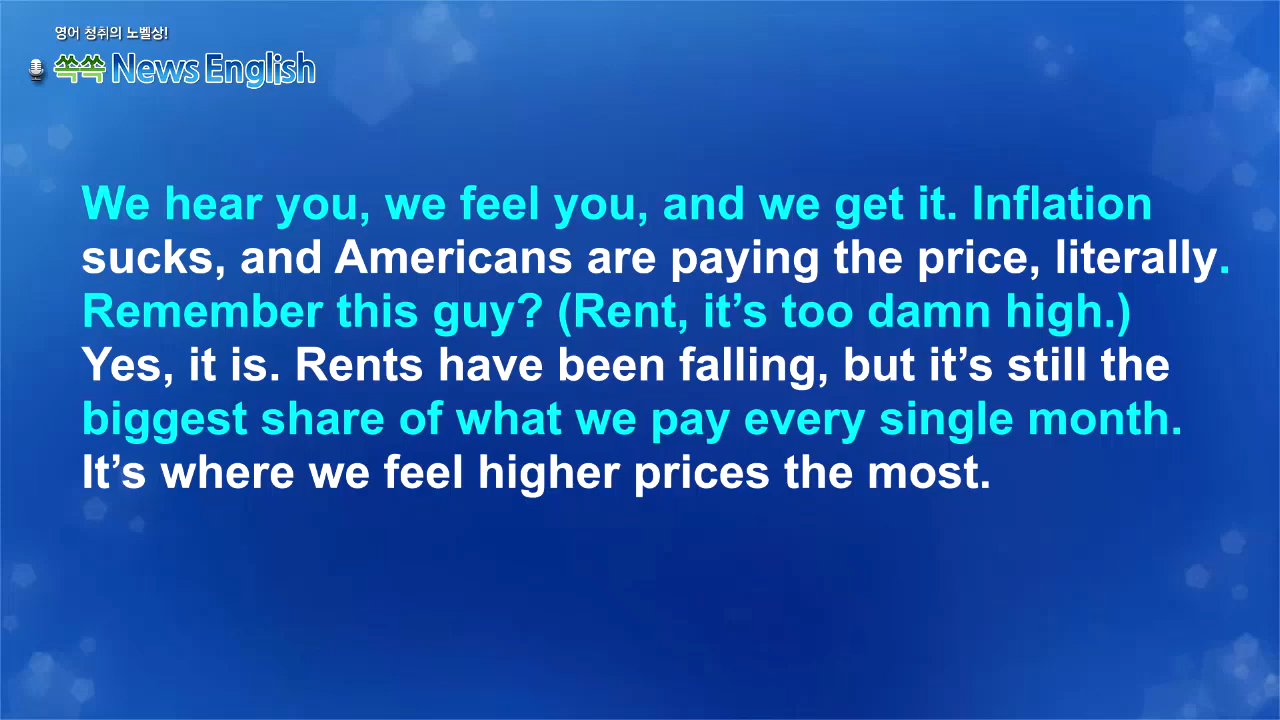 영어 청취의 노벨상!
쏙쏙 News English
We hear you, we feel you, and we get it. Inflation
sucks, and Americans are paying the price, literally.
Remember this guy? (Rent, it’s too damn high.)
Yes, it is. Rents have been falling, but it’s still the
biggest share of what we pay every single month.
It’s where we feel higher prices the most.